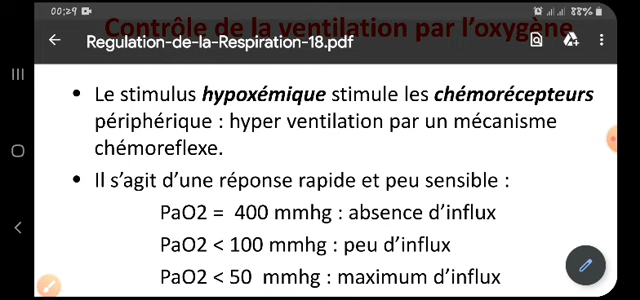 00:29 88%
Contrôle de la ventilation par l'oxygène
Regulation-de-la-Respiration-18.pdf
• Le stimulus hypoxémique stimule les chémorécepteurs
périphérique : hyper ventilation par un mécanisme
chémoreflexe.
• Il s'agit d'une réponse rapide et peu sensible :
PaO2 = 400 mmhg : absence d'influx
PaO2 < 100 mmhg : peu d'influx
PaO2 < 50 mmhg : maximum d'influx